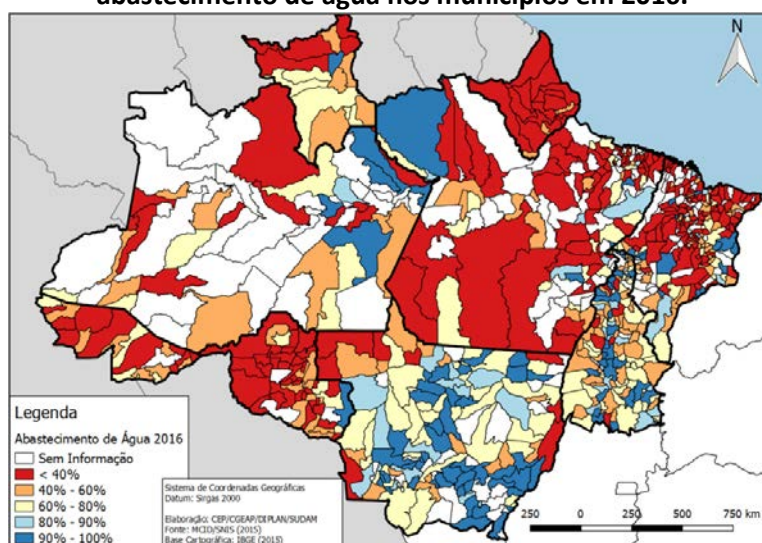 abastecimento de água nos municípios em 2016.
N
Legenda
Abastecimento de Água 2016
Sem Informação
< 40%
40% - 60%
60% - 80%
80% - 90%
90% - 100%
Sistema de Coordenadas Geográficas
Datum: Sirgas 2000
Elaboração: CEP/CGEAP/DIPLAN/SUDAM
Fonte: MCID/SNIS (2015)
Base Cartográfica: IBGE (2015)
250 0 250 500 750 km